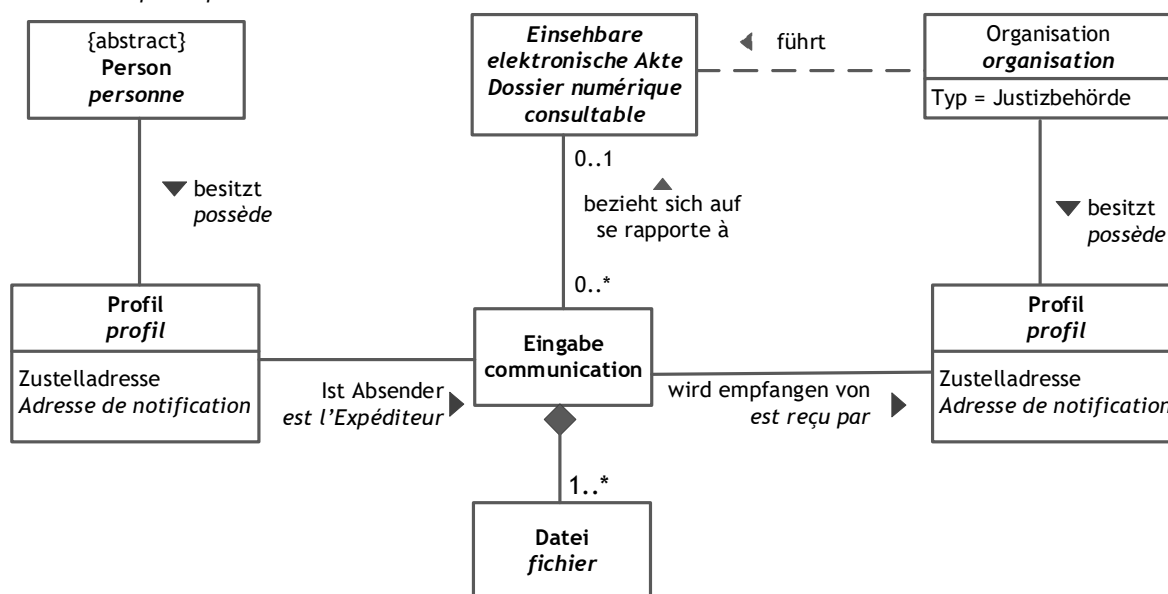 {abstract}
Person
personne
Einsehbare
elektronische Akte
Dossier numérique
consultable
führt
Organisation
organisation
Typ = Justizbehörde
besitzt
possède
0..1
bezieht sich auf
se rapporte à
0..*
besitzt
possède
Profil
profil
Zustelladresse
Adresse de notification
Ist Absender
est l’Expéditeur
Eingabe
communication
wird empfangen von
est reçu par
Profil
profil
Zustelladresse
Adresse de notification
1..*
Datei
fichier